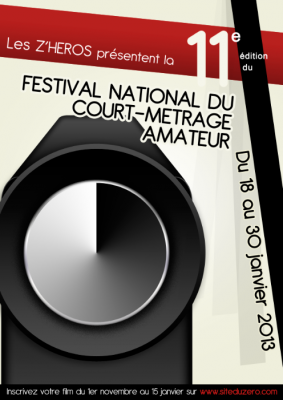 Les Z'HEROS présentent la 11e édition du
FESTIVAL NATIONAL DU
COURT-METRAGE
AMATEUR
Du 18 au 30 janvier 2013
Inscrivez votre film du 1er novembre au 15 janvier sur www.siteduzero.com